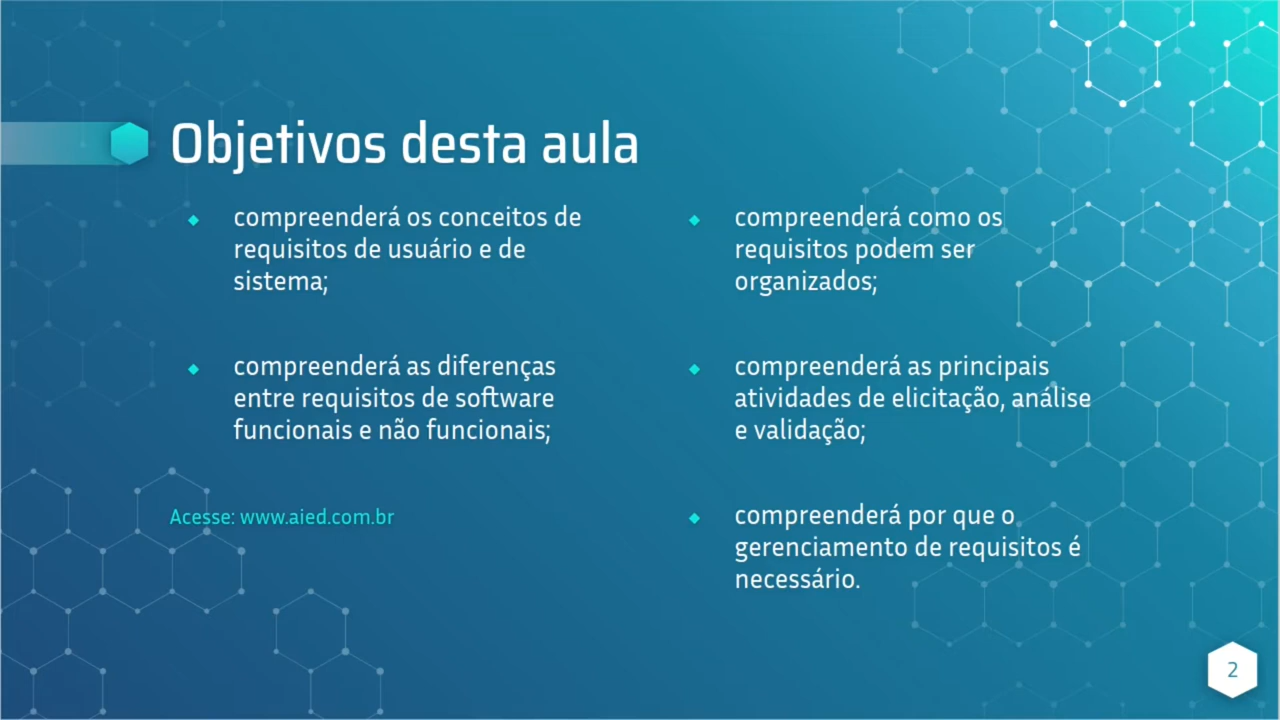 Objetivos desta aula
compreenderá os conceitos de
requisitos de usuário e de
sistema;
compreenderá as diferenças
entre requisitos de software
funcionais e não funcionais;
Acesse: www.aied.com.br
compreenderá como os
requisitos podem ser
organizados;
compreenderá as principais
atividades de elicitação, análise
e validação;
compreenderá por que o
gerenciamento de requisitos é
necessário.
2